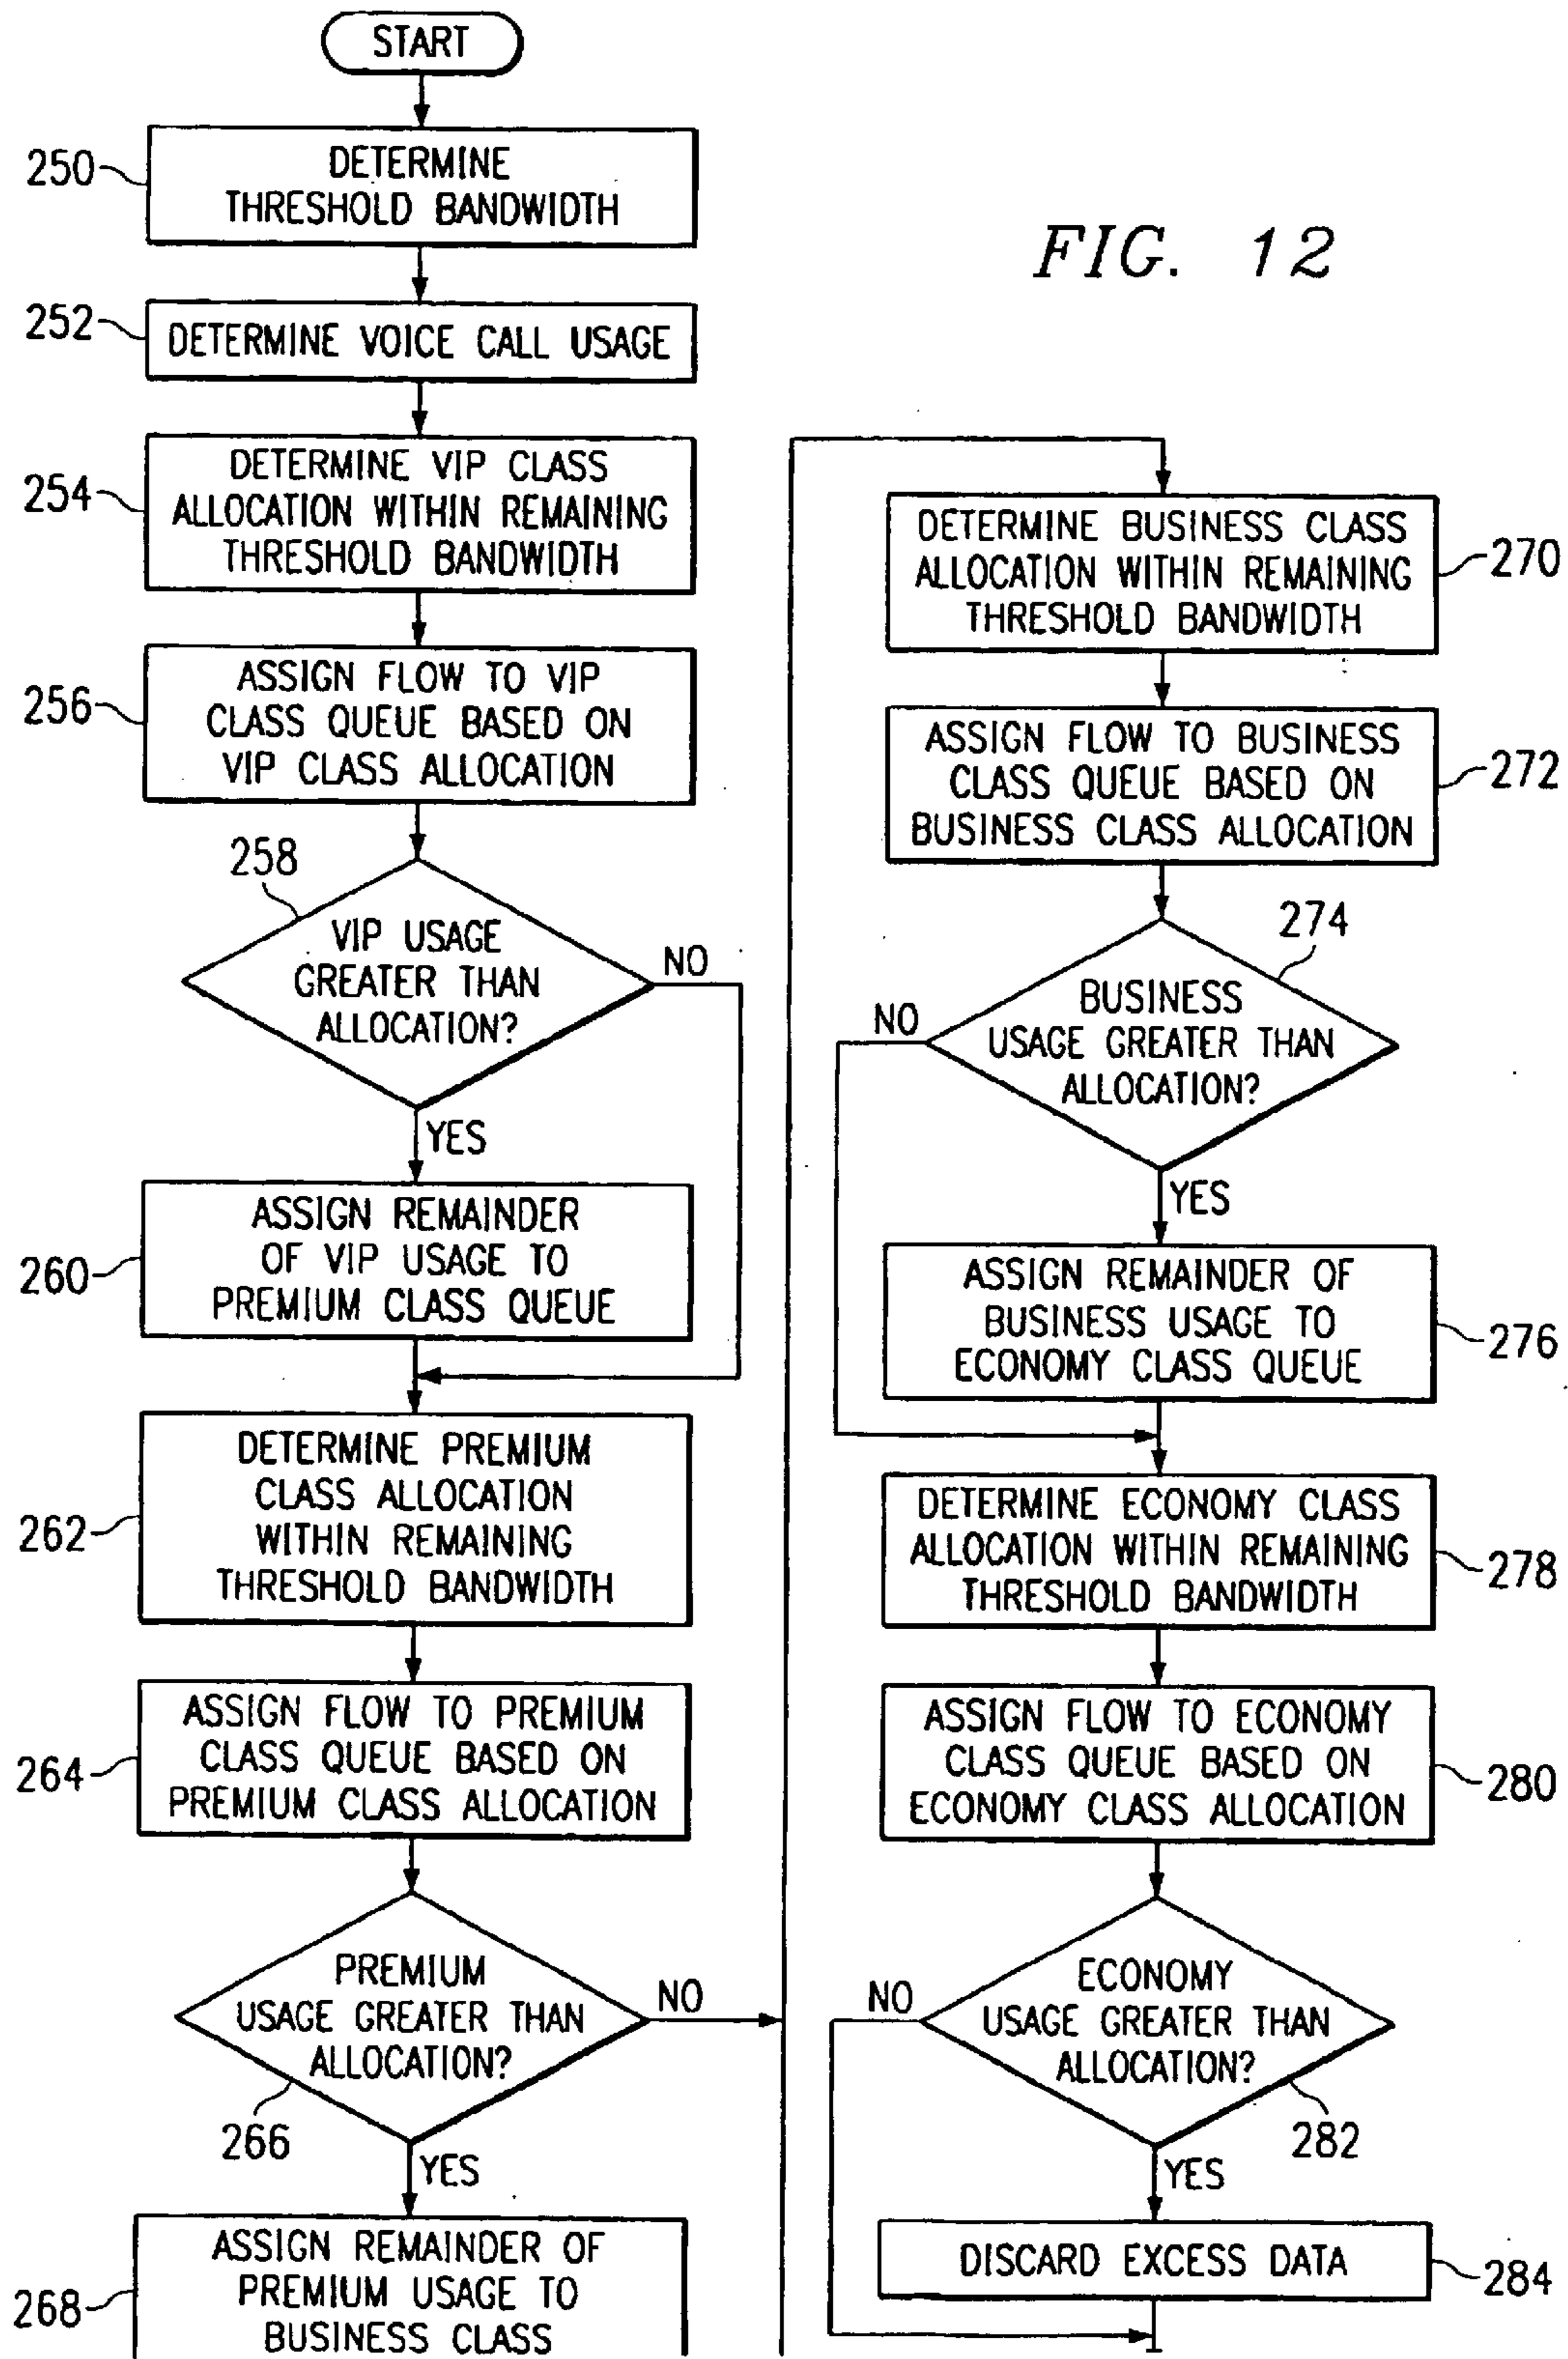 START
250
DETERMINE
THRESHOLD BANDWIDTH
FIG. 12
252
DETERMINE VOICE CALL USAGE
254
DETERMINE VIP CLASS
ALLOCATION WITHIN REMAINING
THRESHOLD BANDWIDTH
256
ASSIGN FLOW TO VIP
CLASS QUEUE BASED ON
VIP CLASS ALLOCATION
258
VIP USAGE
GREATER THAN
ALLOCATION?
NO
YES
260
ASSIGN REMAINDER
OF VIP USAGE TO
PREMIUM CLASS QUEUE
262
DETERMINE PREMIUM
CLASS ALLOCATION
WITHIN REMAINING
THRESHOLD BANDWIDTH
264
ASSIGN FLOW TO PREMIUM
CLASS QUEUE BASED ON
PREMIUM CLASS ALLOCATION
PREMIUM
USAGE GREATER THAN
ALLOCATION?
NO
266
YES
268
ASSIGN REMAINDER OF
PREMIUM USAGE TO
BUSINESS CLASS
DETERMINE BUSINESS CLASS
ALLOCATION WITHIN REMAINING
THRESHOLD BANDWIDTH
270
ASSIGN FLOW TO BUSINESS
CLASS QUEUE BASED ON
BUSINESS CLASS ALLOCATION
272
274
BUSINESS
USAGE GREATER THAN
ALLOCATION?
NO
YES
ASSIGN REMAINDER OF
BUSINESS USAGE TO
ECONOMY CLASS QUEUE
276
DETERMINE ECONOMY CLASS
ALLOCATION WITHIN REMAINING
THRESHOLD BANDWIDTH
278
ASSIGN FLOW TO ECONOMY
CLASS QUEUE BASED ON
ECONOMY CLASS ALLOCATION
280
ECONOMY
USAGE GREATER THAN
ALLOCATION?
NO
282
YES
DISCARD EXCESS DATA
284